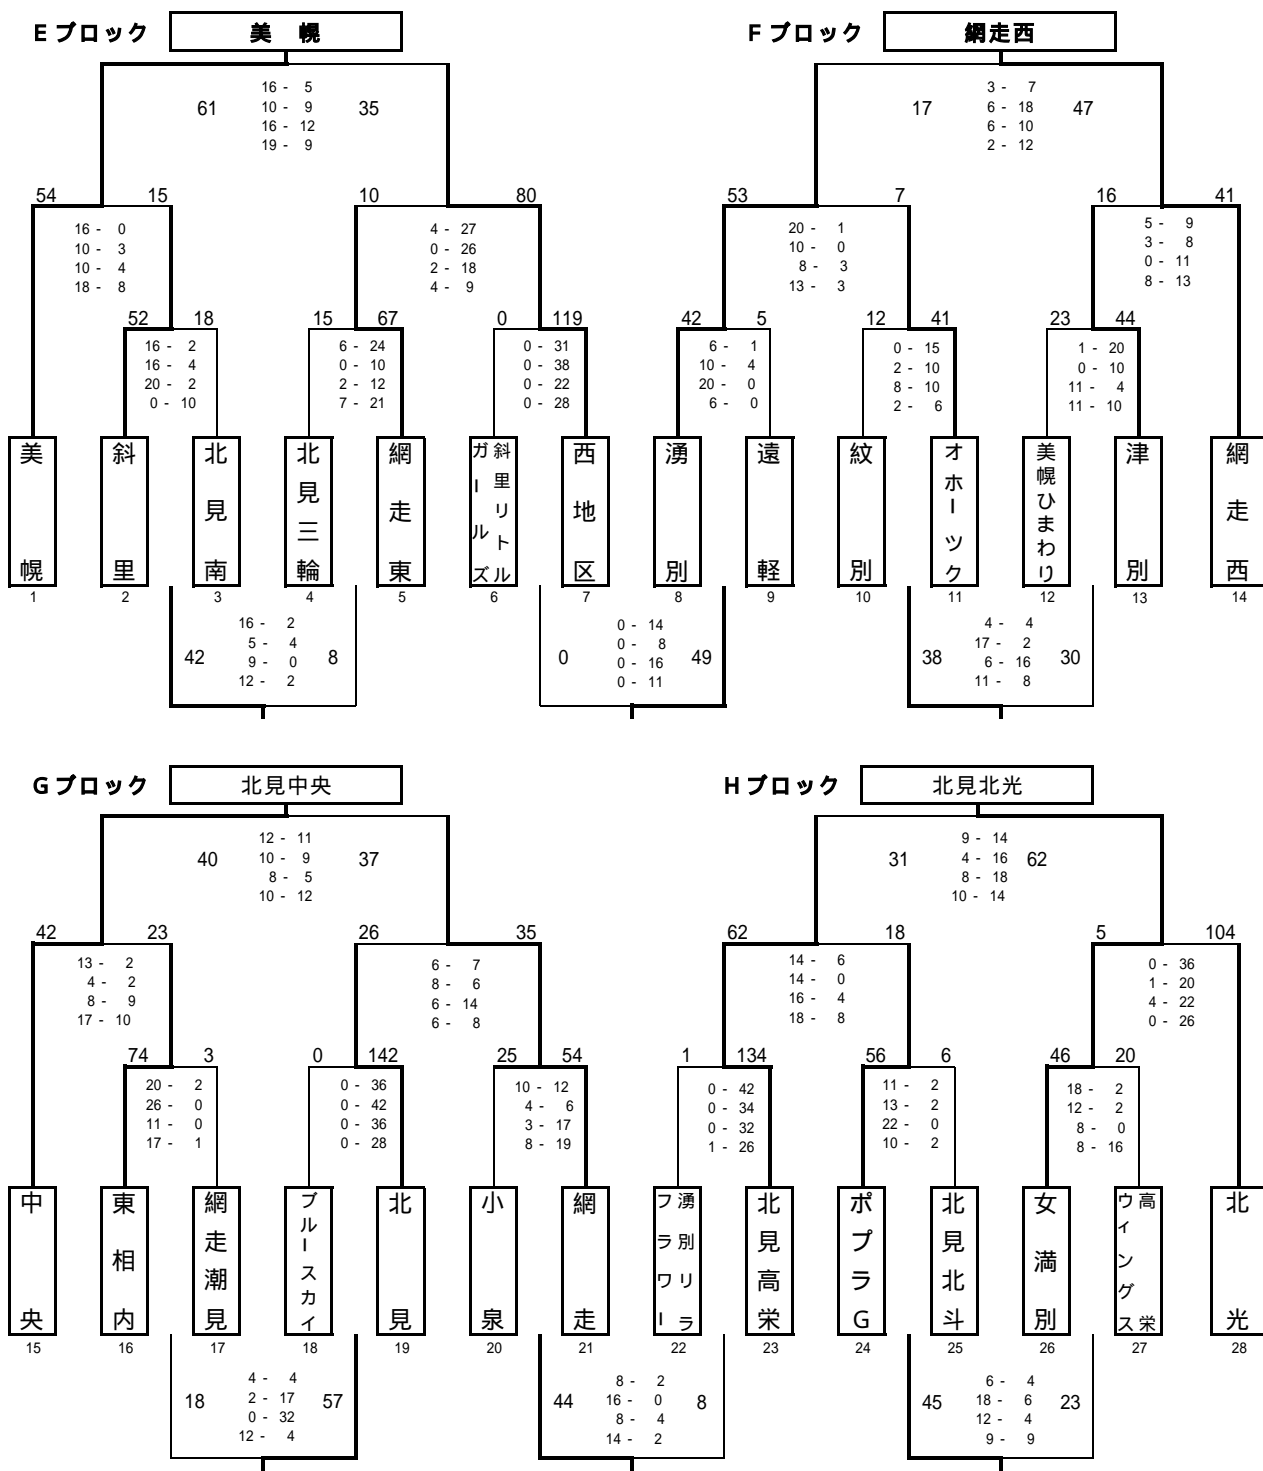 Eブロック 美 幌
Fブロック 網走西
61 35
16 - 5
10 - 9
16 - 12
19 - 9
17 47
3 - 7
6 - 18
6 - 10
2 - 12
54 15 10 80 53 7 16 41
16 - 0
10 - 3
10 - 4
18 - 8
4 - 27
0 - 26
2 - 18
4 - 9
20 - 1
10 - 0
8 - 3
13 - 3
5 - 9
3 - 8
0 - 11
8 - 13
52 18 15 67 0 119 42 5 12 41 23 44
16 - 2
16 - 4
20 - 2
0 - 10
6 - 24
0 - 10
2 - 12
7 - 21
0 - 31
0 - 38
0 - 22
0 - 28
6 - 1
10 - 4
20 - 0
6 - 0
0 - 15
2 - 10
8 - 10
2 - 6
1 - 20
0 - 10
11 - 4
11 - 10
美幌
斜里
北見南
北見三輪
網走東
斜里リトル
ガールズ
西地区
湧別
遠軽
紋別
オホーツク
美幌ひまわり
津別
網走西
1 2 3 4 5 6 7 8 9 10 11 12 13 14
42 8
16 - 2
5 - 4
9 - 0
12 - 2
0 49
0 - 14
0 - 8
0 - 16
0 - 11
38 30
4 - 4
17 - 2
6 - 16
11 - 8
Gブロック 北見中央
Hブロック 北見北光
40 37
12 - 11
10 - 9
8 - 5
10 - 12
31 62
9 - 14
4 - 16
8 - 18
10 - 14
42 23 26 35 62 18 5 104
13 - 2
4 - 2
8 - 9
17 - 10
6 - 7
8 - 6
6 - 14
6 - 8
14 - 6
14 - 0
16 - 4
18 - 8
0 - 36
1 - 20
4 - 22
0 - 26
74 3 0 142 25 54 1 134 56 6 46 20
20 - 2
26 - 0
11 - 0
17 - 1
0 - 36
0 - 42
0 - 36
0 - 28
10 - 12
4 - 6
3 - 17
8 - 19
0 - 42
0 - 34
0 - 32
1 - 26
11 - 2
13 - 2
22 - 0
10 - 2
18 - 2
12 - 2
8 - 0
8 - 16
中央
東相内
網走潮見
ブルースカイ
北見
小泉
網走
湧別リラ
フラワー
北見高栄
ポプラG
北見北斗
女満別
高栄
ウィングス
北光
15 16 17 18 19 20 21 22 23 24 25 26 27 28
18 57
4 - 4
2 - 17
0 - 32
12 - 4
44 8
8 - 2
16 - 0
8 - 4
14 - 2
45 23
6 - 4
18 - 6
12 - 4
9 - 9